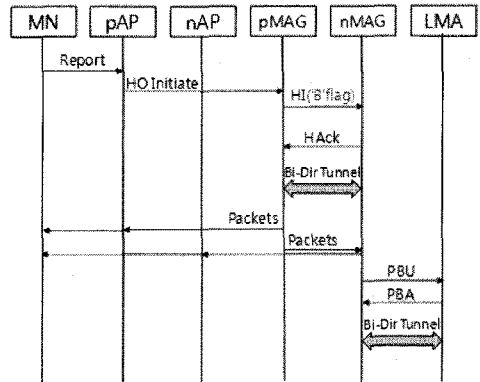 MN pAP nAP pMAG nMAG LMA
Report
HO Initiate
HI('B'flag)
HAck
Bi-Dir Tunnel
Packets
Packets
PBU
PBA
Bi-Dir Tunnel